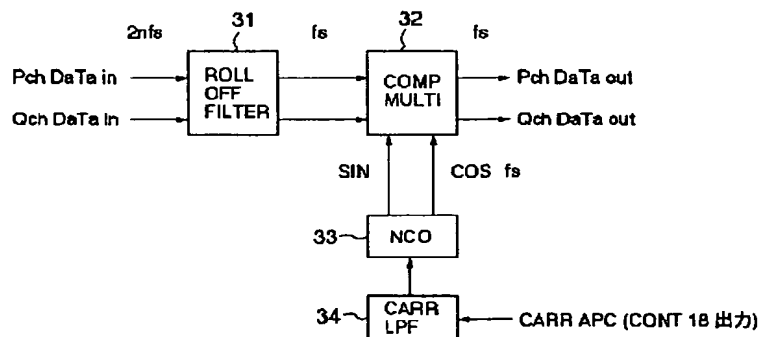 31
32
2nfs
fs
fs
Pch DaTa in
ROLL
OFF
FILTER
COMP
MULTI
Pch DaTa out
Qch DaTa in
Qch DaTa out
SIN
COS fs
33
NCO
34
CARR
LPF
CARR APC (CONT 18 出力)